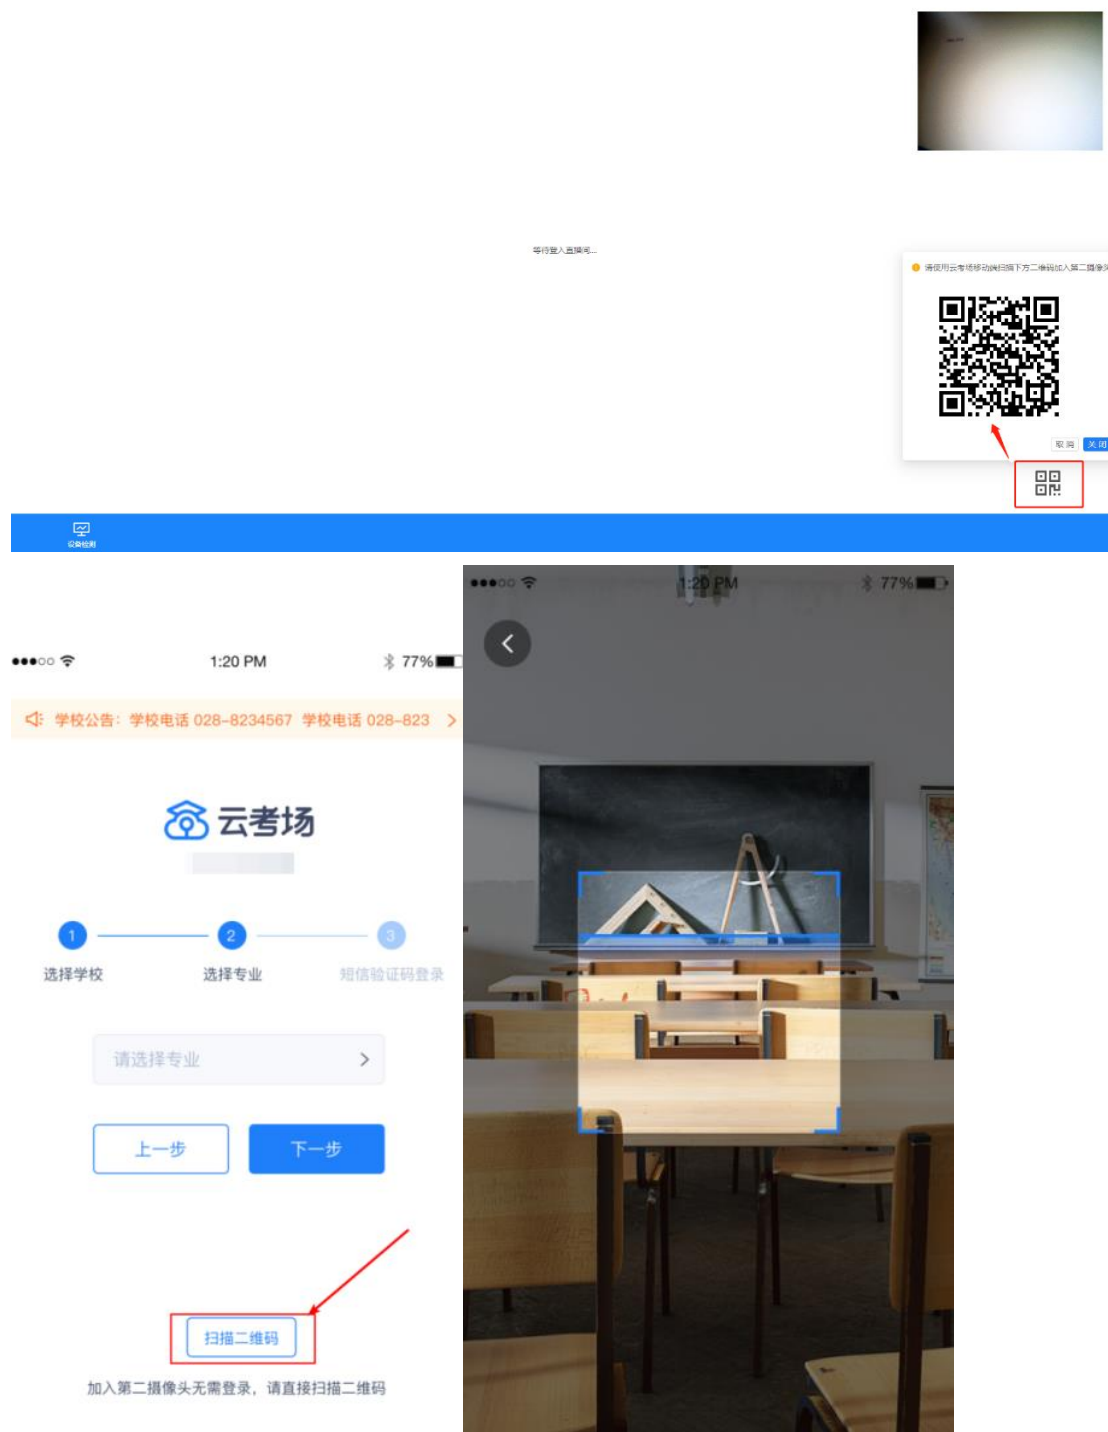 等待登入直播间...
请使用云考场移动端扫描下方二维码加入第二摄像头
取消 关闭
设备检测
1:20 PM 77%
1:20 PM 77%
学校公告：学校电话 028-8234567 学校电话 028-823
云考场
1 2 3
选择学校 选择专业 短信验证码登录
请选择专业
上一步 下一步
扫描二维码
加入第二摄像头无需登录，请直接扫描二维码